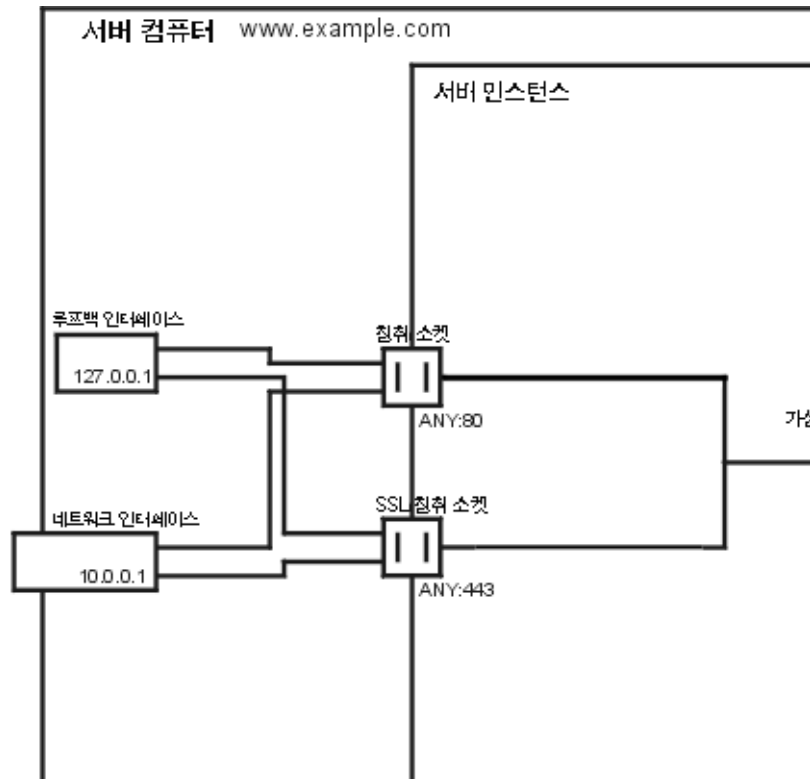 서버 컴퓨터 www.example.com
서버 인스턴스
루프백 인터페이스
127.0.0.1
청취 소켓
ANY:80
네트워크 인터페이스
10.0.0.1
SSL 청취 소켓
ANY:443